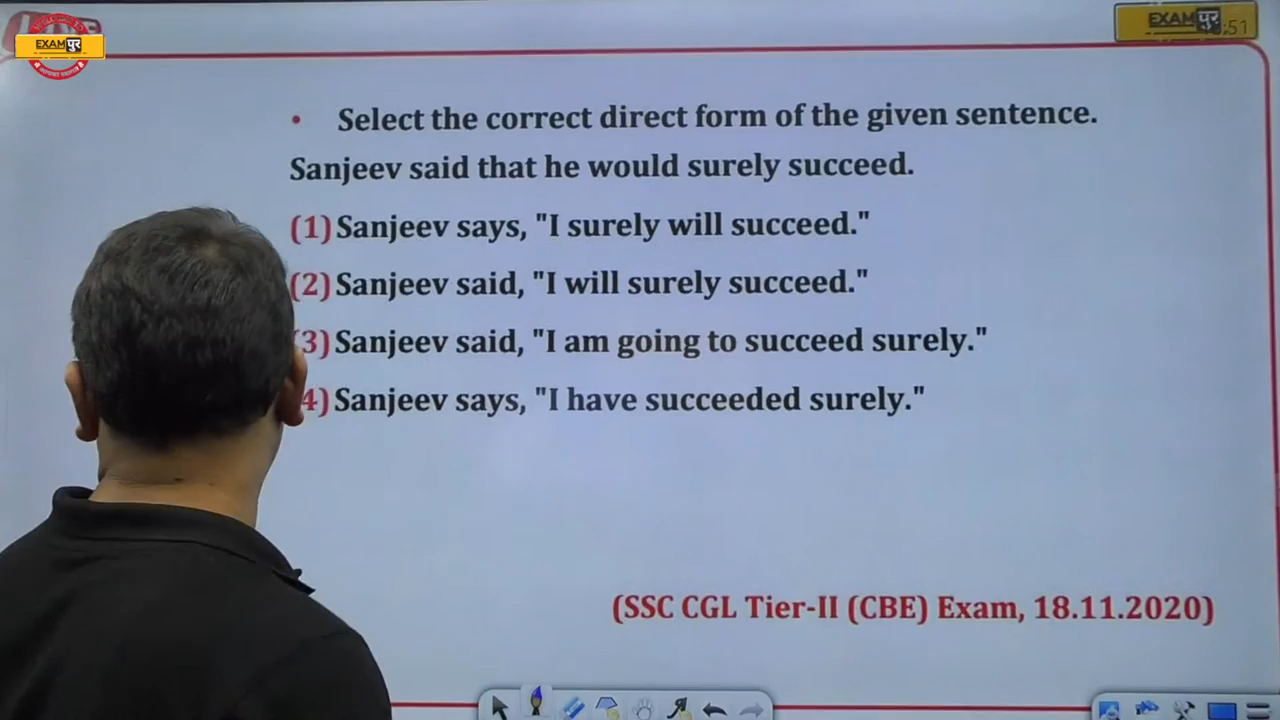 EXAMपुर
EXAMपुर
:51
• Select the correct direct form of the given sentence.
Sanjeev said that he would surely succeed.
(1) Sanjeev says, "I surely will succeed."
(2) Sanjeev said, "I will surely succeed."
3) Sanjeev said, "I am going to succeed surely."
4) Sanjeev says, "I have succeeded surely."
(SSC CGL Tier-II (CBE) Exam, 18.11.2020)